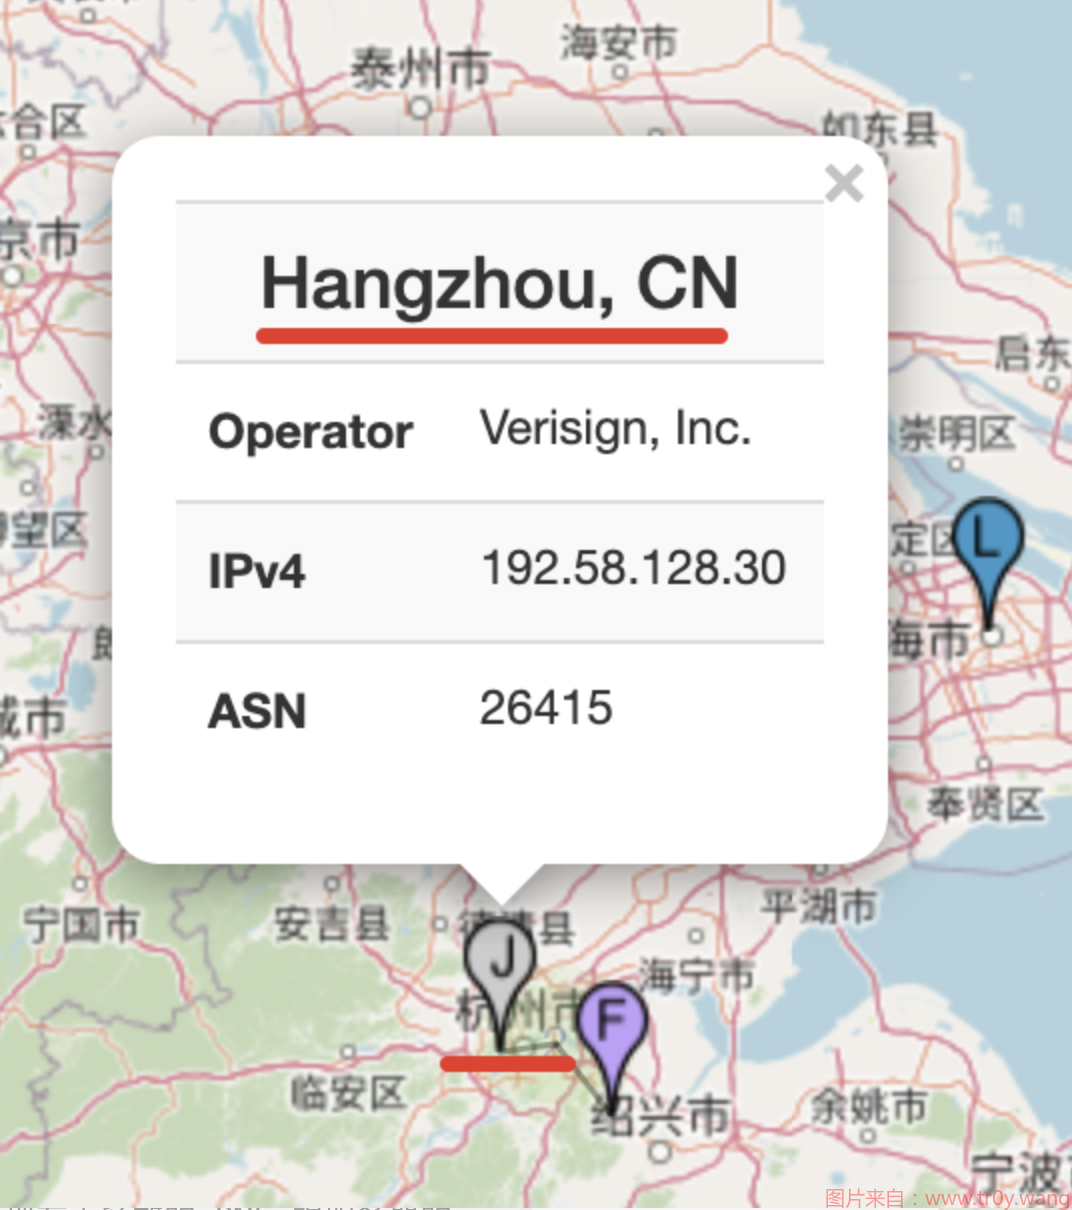 泰州市
海安市
合区
如东县
京市
Hangzhou, CN
启东
溧水
Operator Verisign, Inc.
崇明区
望区
定区
L
IPv4 192.58.128.30
海市
城市
ASN 26415
奉贤区
宁国市
安吉县
德清县
平湖市
J
海宁市
杭州市
F
临安区
绍兴市
余姚市
宁波
图片来自：www.tr0y.wang